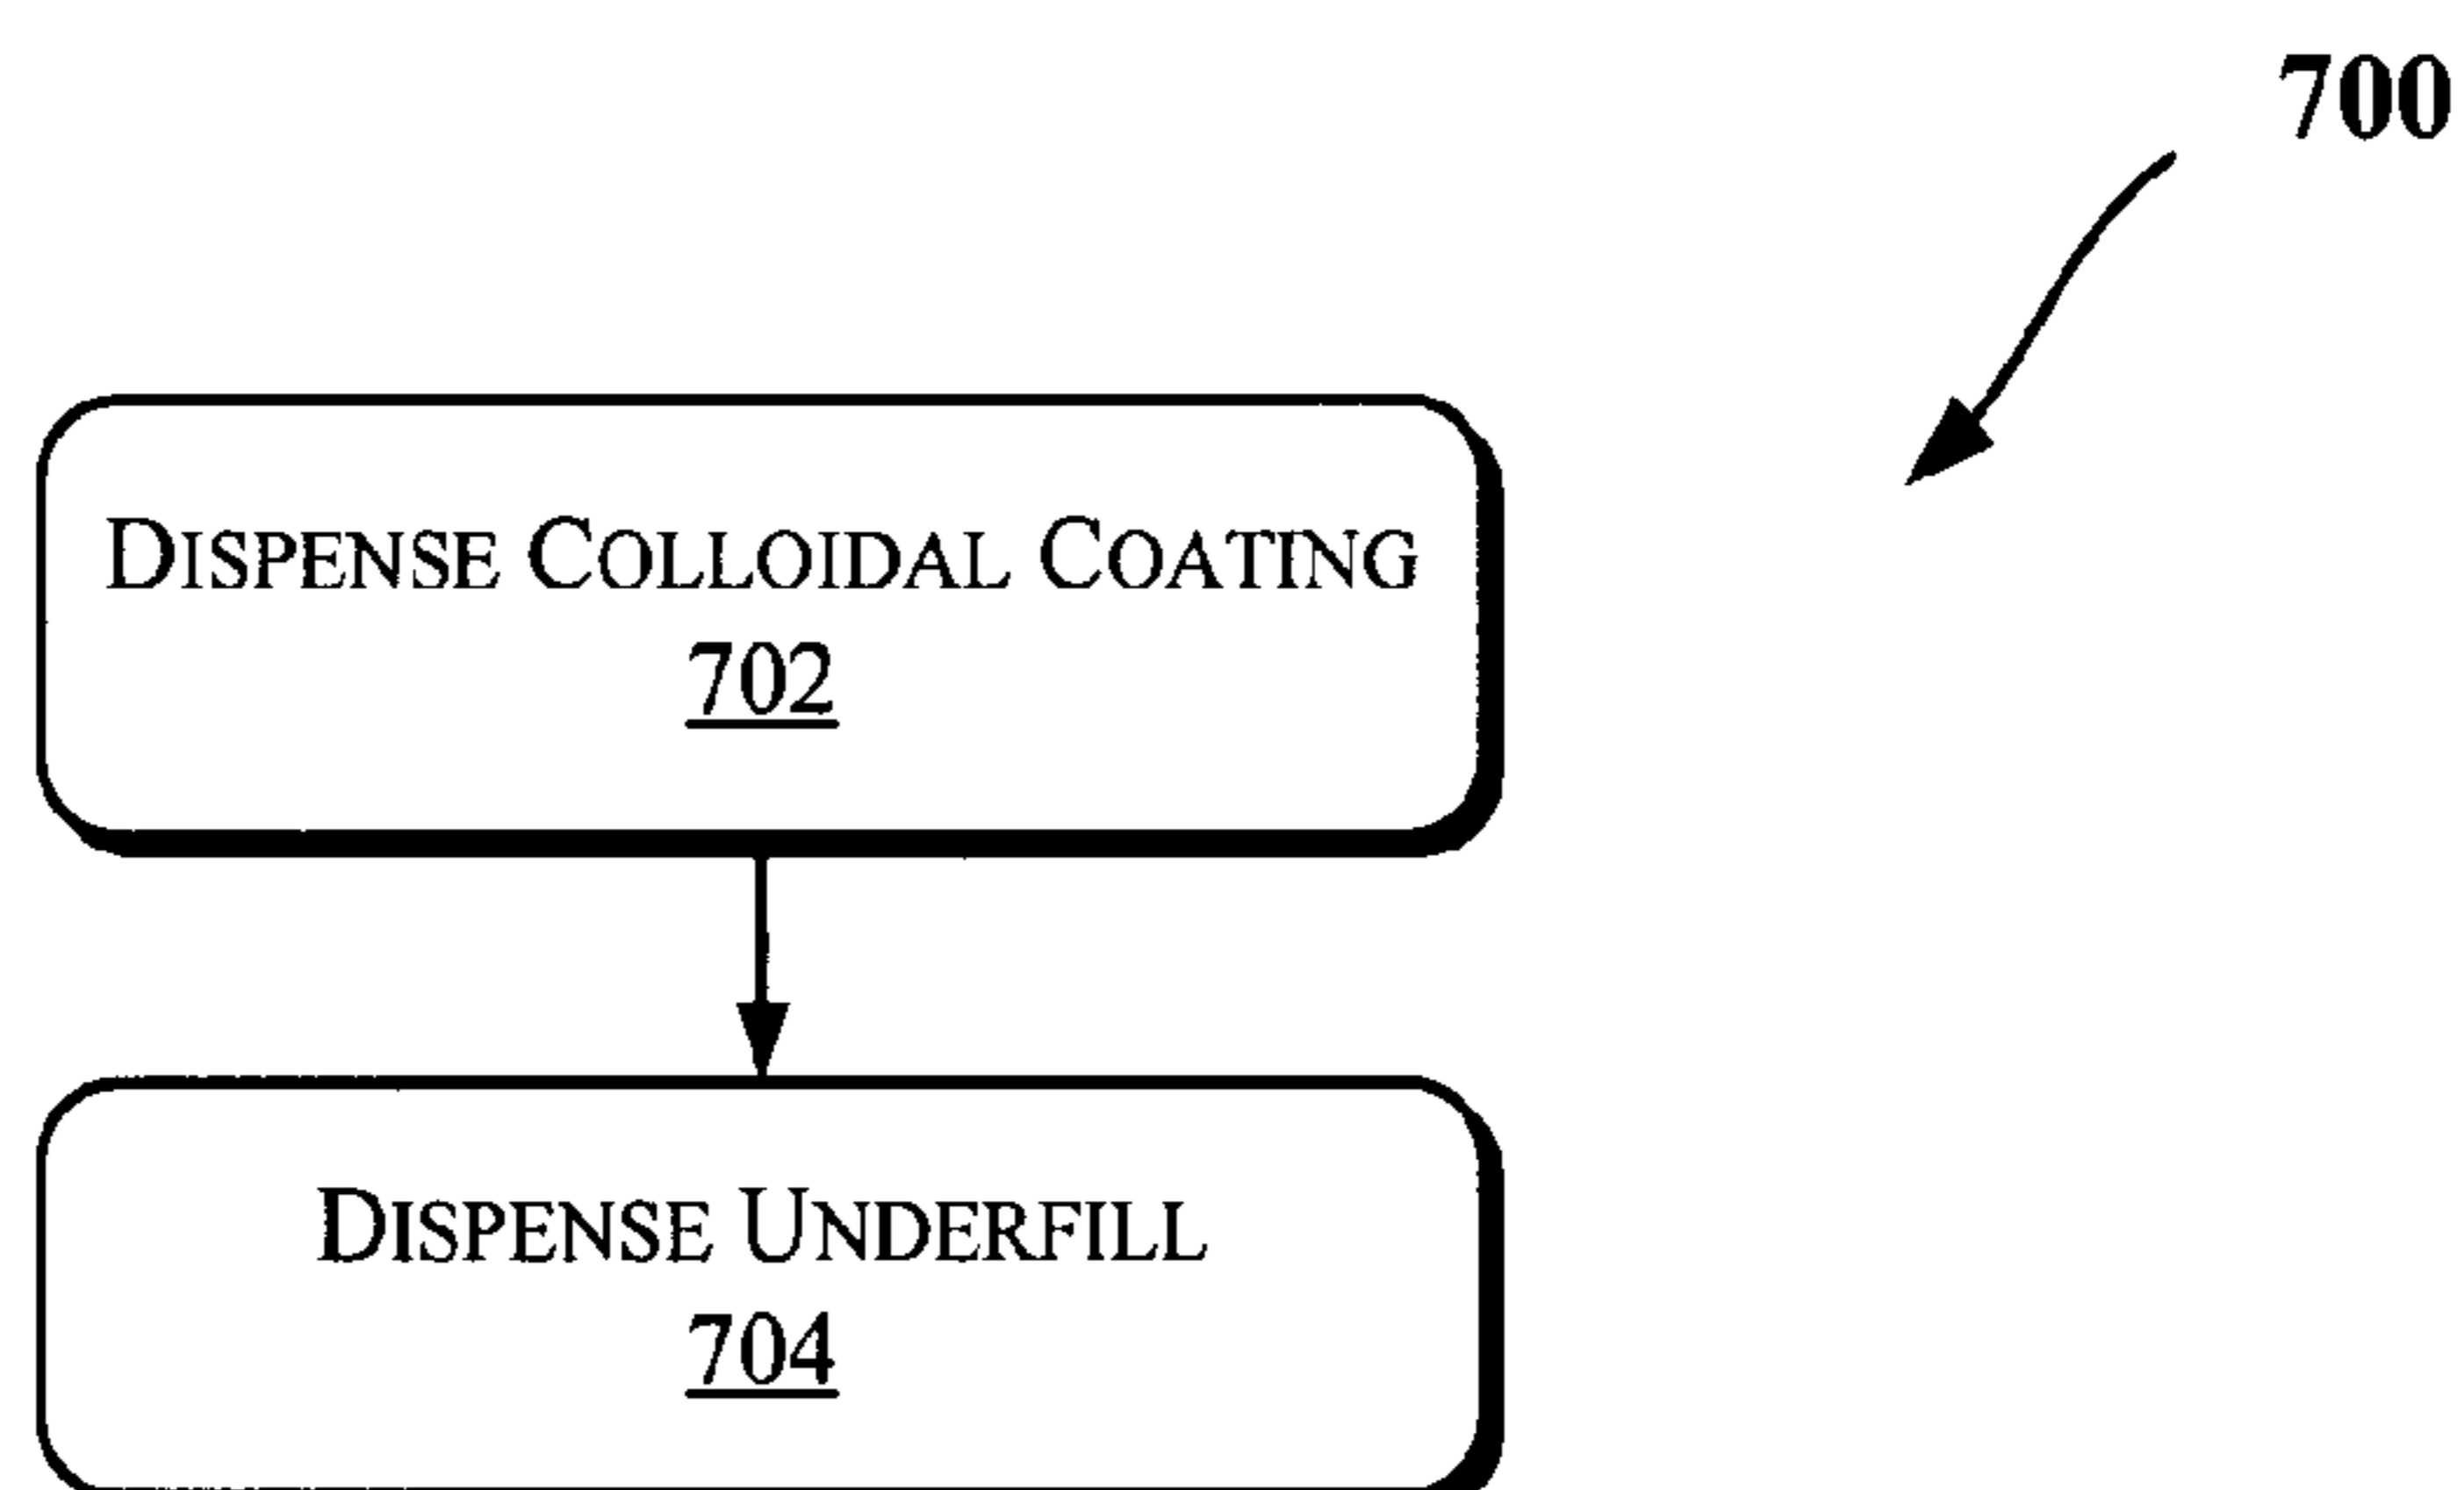 700
DISPENSE COLLOIDAL COATING
702
DISPENSE UNDERFILL
704